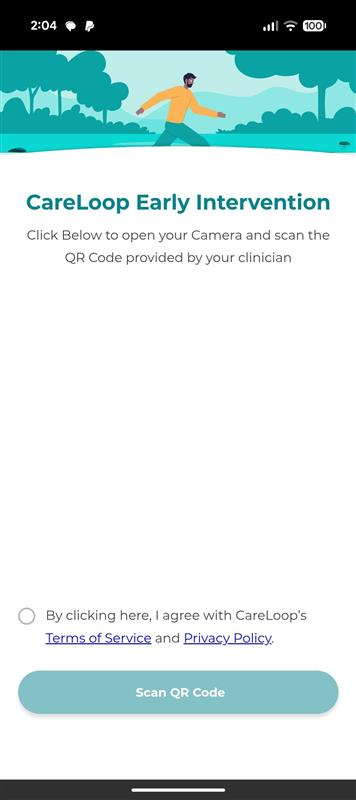 2:04
100
CareLoop Early Intervention
Click Below to open your Camera and scan the
QR Code provided by your clinician
By clicking here, I agree with CareLoop's
Terms of Service and Privacy Policy.
Scan QR Code